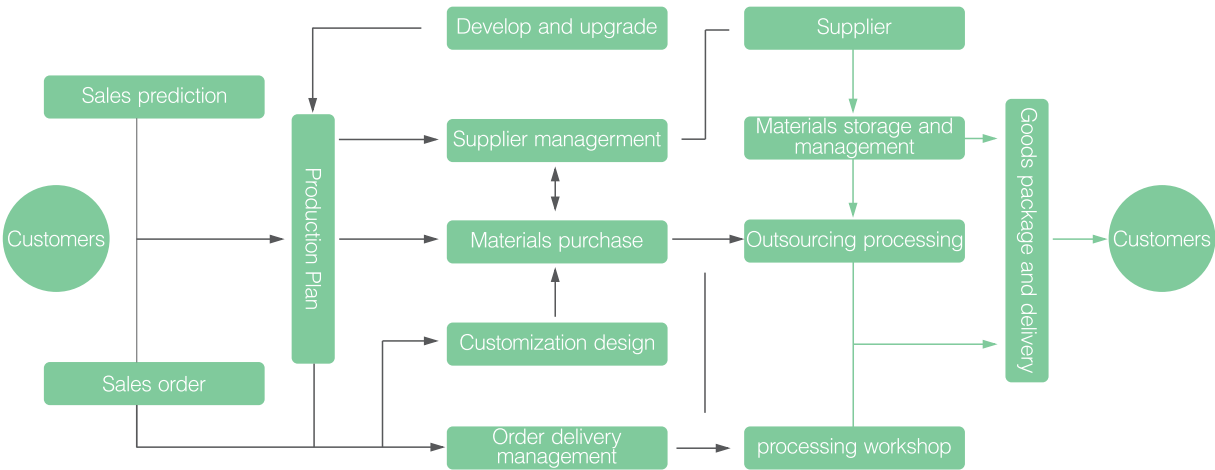 Develop and upgrade
Supplier
Sales prediction
Supplier managerment
Materials storage and
management
Production Plan
Goods package and delivery
Customers
Materials purchase
Outsourcing processing
Customers
Customization design
Sales order
Order delivery
management
processing workshop